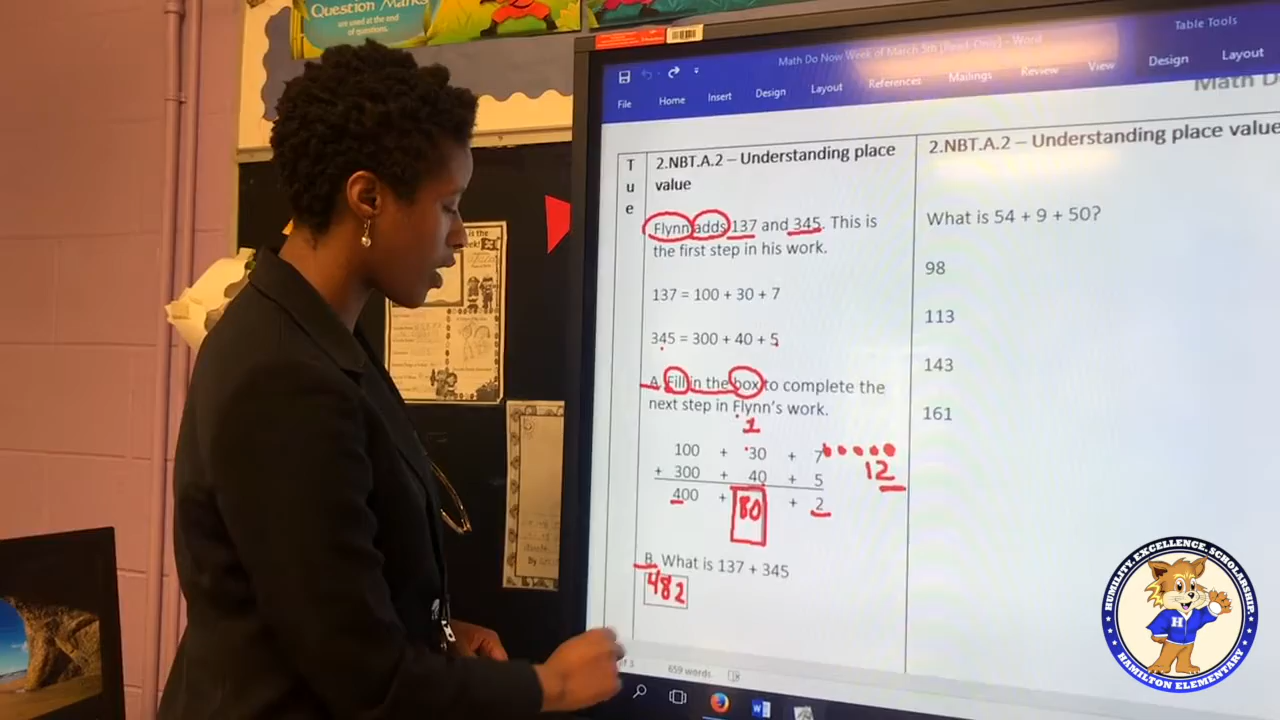 Question Marks
are used at the end
of questions.
Math Do Now Week of March 5th [Read-Only] - Word
Table Tools
File Home Insert Design Layout References Mailings Review View Design Layout
Math D
T
u
e
2.NBT.A.2 – Understanding place
value
Flynn adds 137 and 345. This is
the first step in his work.
137 = 100 + 30 + 7
345 = 300 + 40 + 5
A. Fill in the box to complete the
next step in Flynn's work.
1
100 + 30 + 7
12
+ 300 + 40 + 5
400 + 80 + 2
B. What is 137 + 345
482
2.NBT.A.2 – Understanding place value
What is 54 + 9 + 50?
98
113
143
161
of 3 659 words
HUMILITY. EXCELLENCE. SCHOLARSHIP.
H
HAMILTON ELEMENTARY